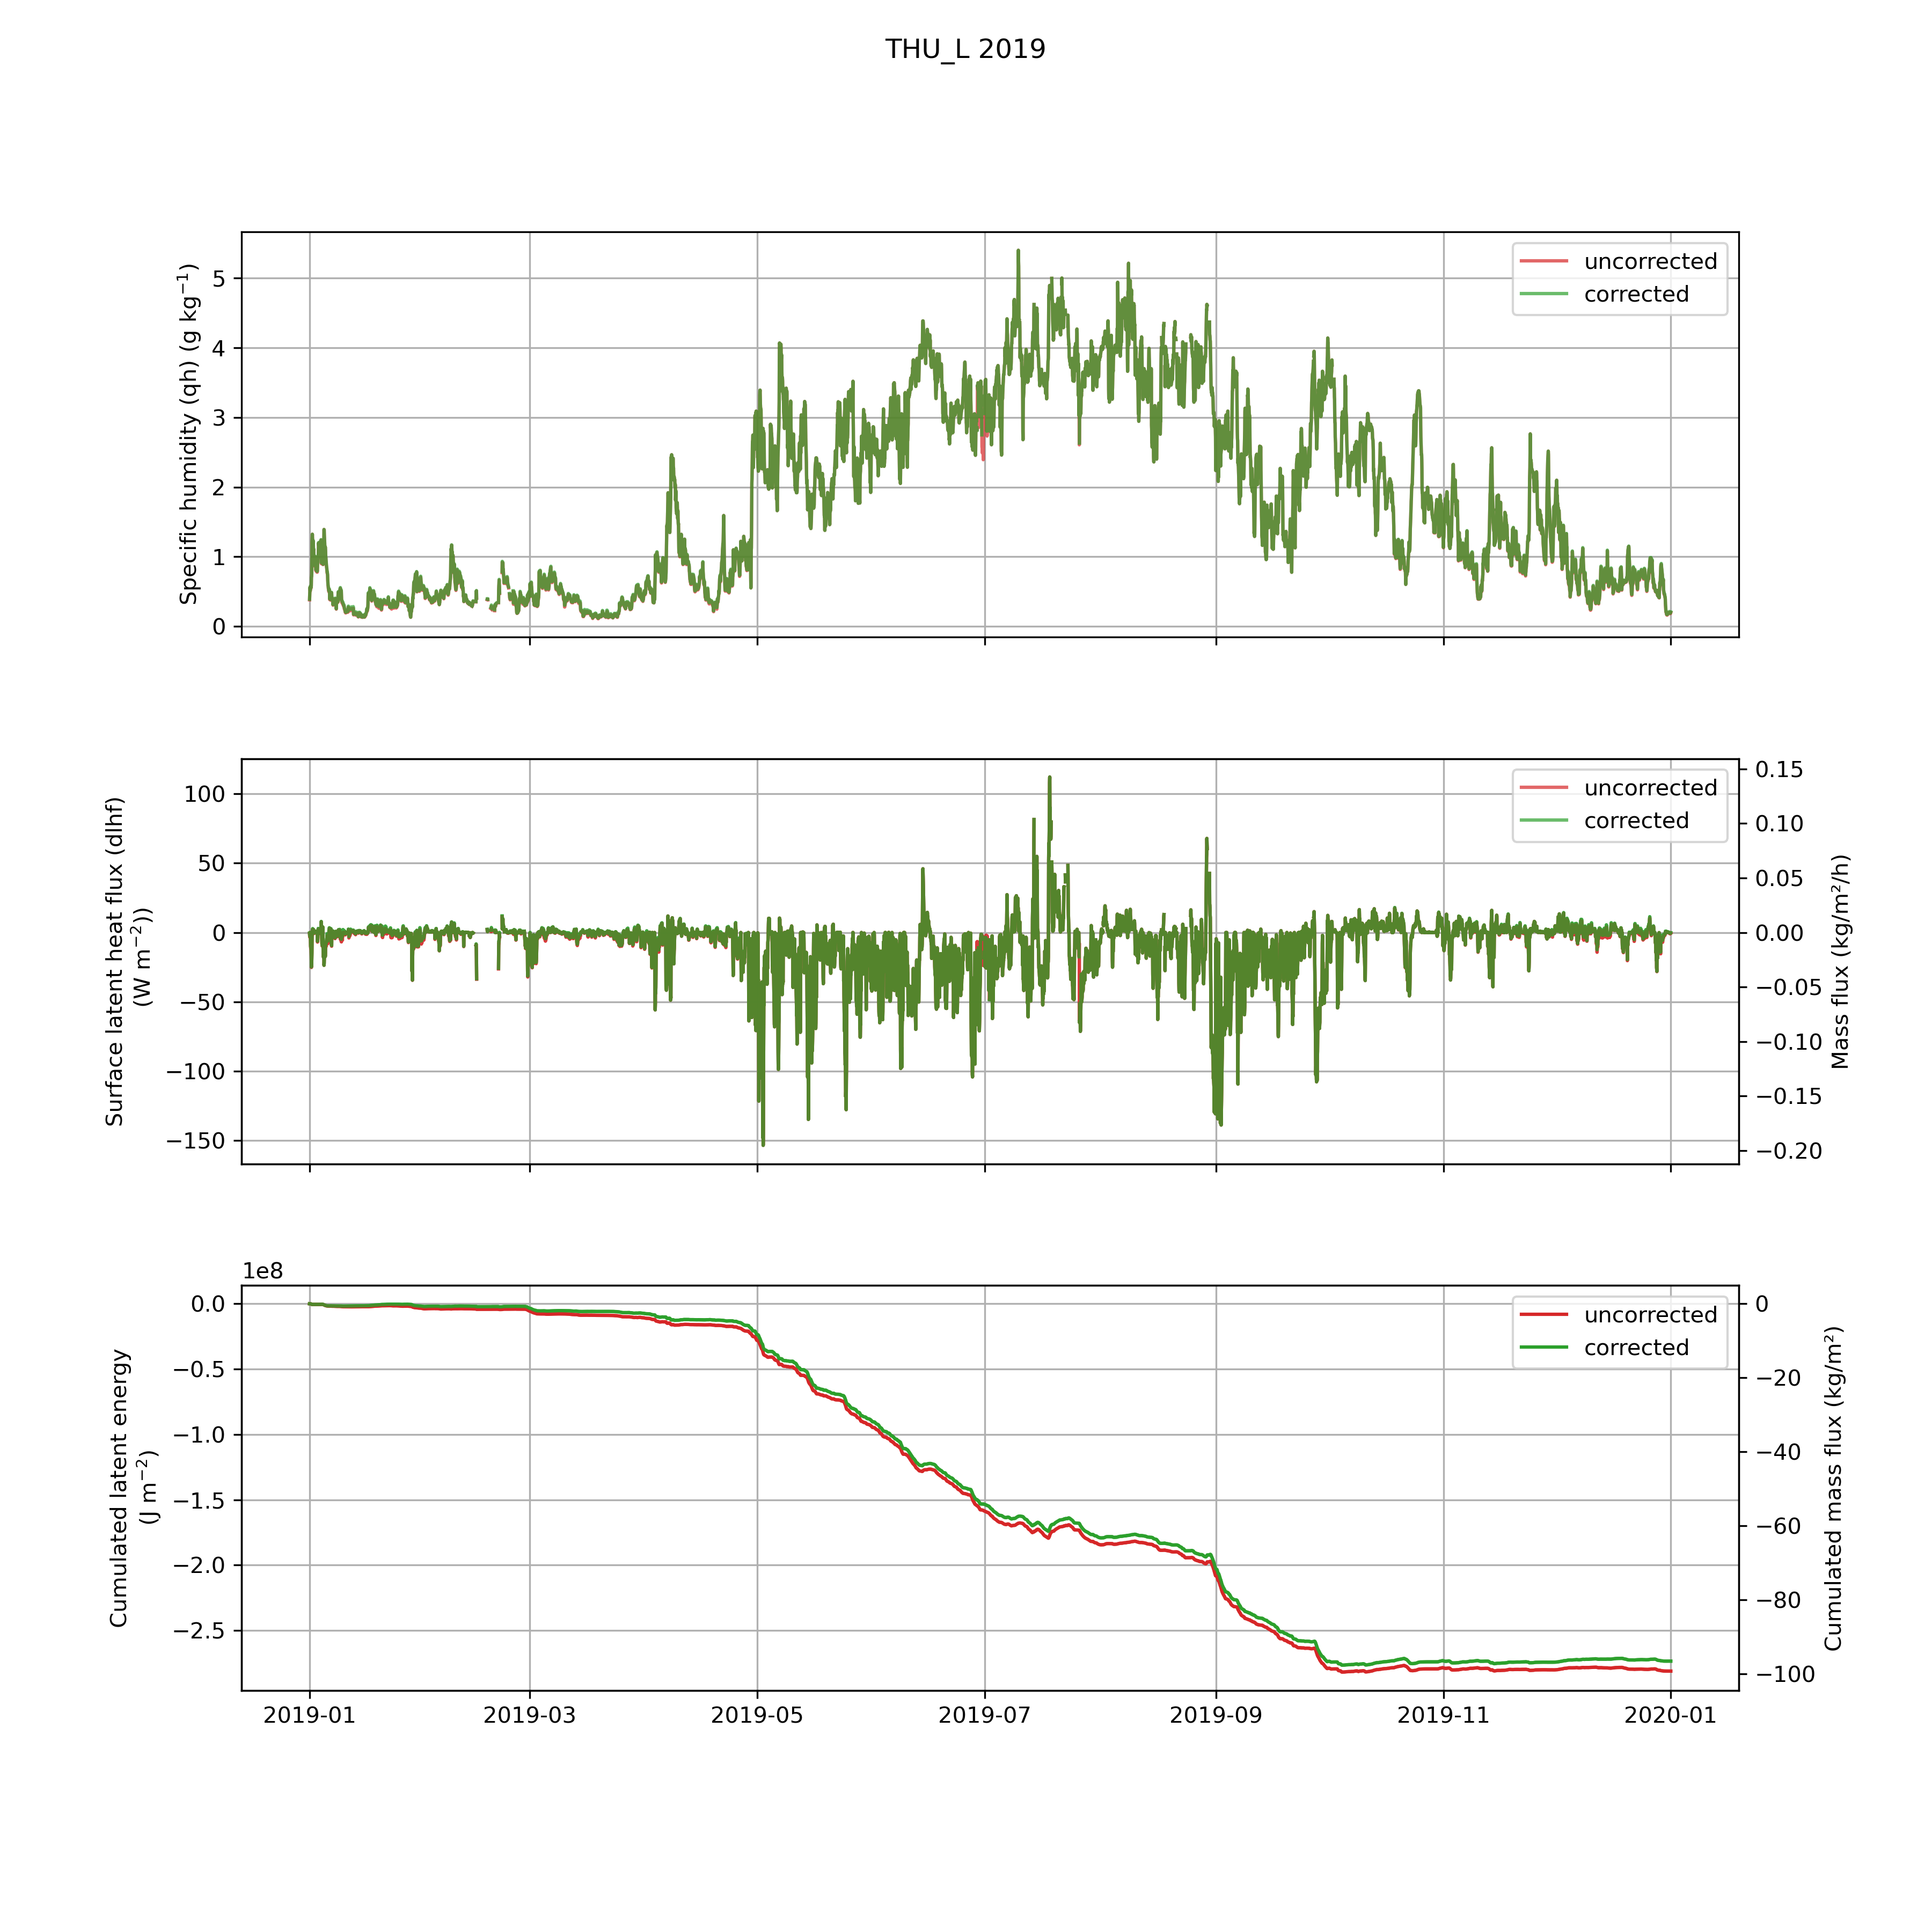 THU_L 2019
Specific humidity (qh) (g kg⁻¹)
5
4
3
2
1
0
uncorrected
corrected
Surface latent heat flux (dlhf)
(W m⁻²))
100
50
0
−50
−100
−150
uncorrected
corrected
0.15
0.10
0.05
0.00
−0.05
−0.10
−0.15
−0.20
Mass flux (kg/m²/h)
1e8
Cumulated latent energy
(J m⁻²)
0.0
−0.5
−1.0
−1.5
−2.0
−2.5
uncorrected
corrected
0
−20
−40
−60
−80
−100
Cumulated mass flux (kg/m²)
2019-01 2019-03 2019-05 2019-07 2019-09 2019-11 2020-01